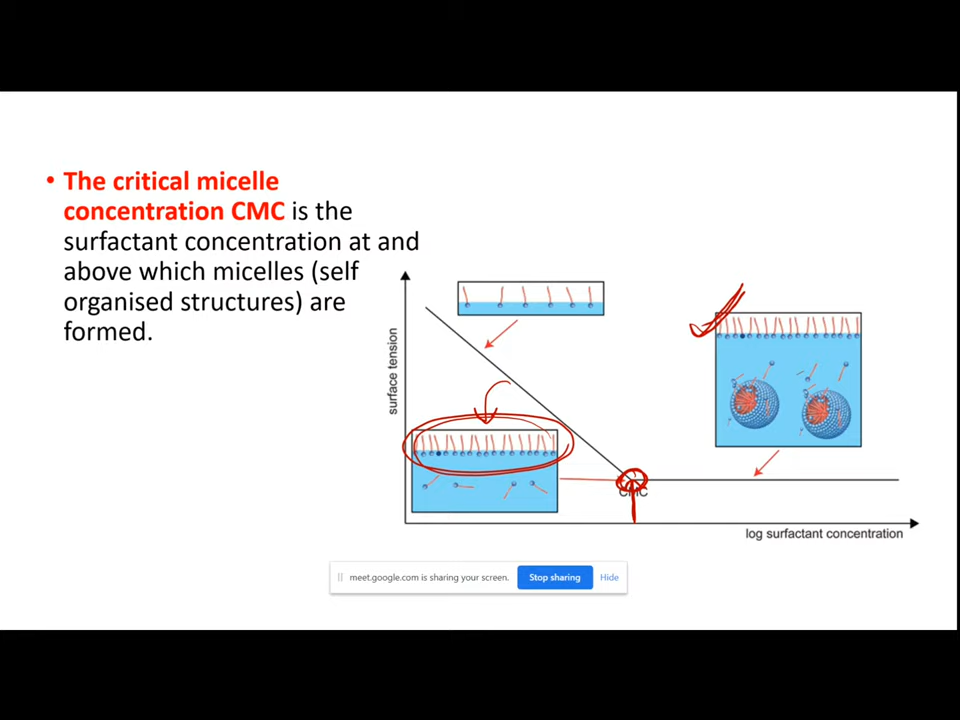 • The critical micelle
concentration CMC is the
surfactant concentration at and
above which micelles (self
organised structures) are
formed.
surface tension
CMC
log surfactant concentration
meet.google.com is sharing your screen.
Stop sharing
Hide